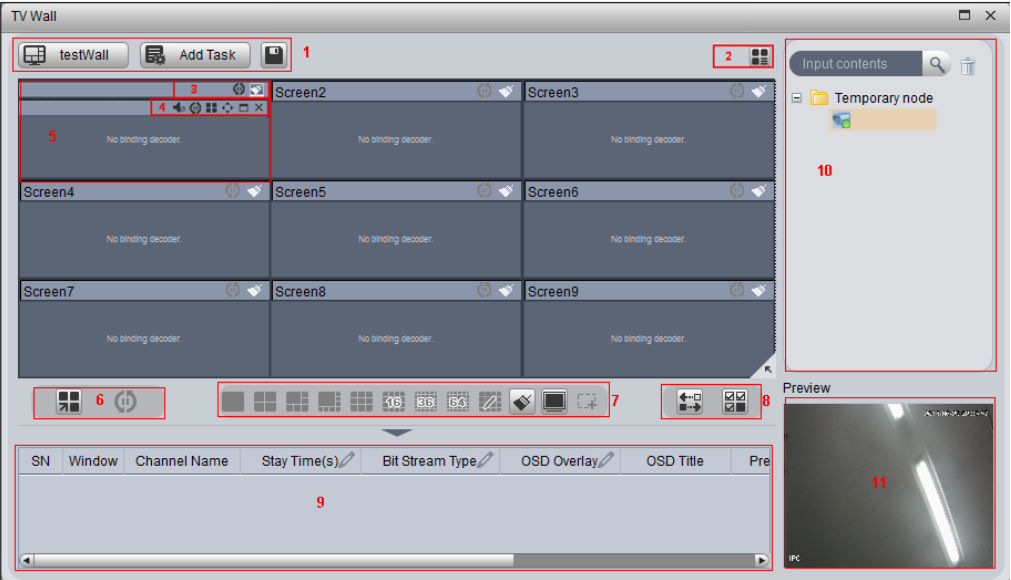 TV Wall
testWall
Add Task
1
2
Input contents
3
Screen2
Screen3
4
5
No binding decoder.
No binding decoder.
No binding decoder.
Temporary node
10
Screen4
Screen5
Screen6
No binding decoder.
No binding decoder.
No binding decoder.
Screen7
Screen8
Screen9
No binding decoder.
No binding decoder.
No binding decoder.
6
16
36
64
7
8
Preview
SN
Window
Channel Name
Stay Time(s)
Bit Stream Type
OSD Overlay
OSD Title
Pre
9
11
IPC